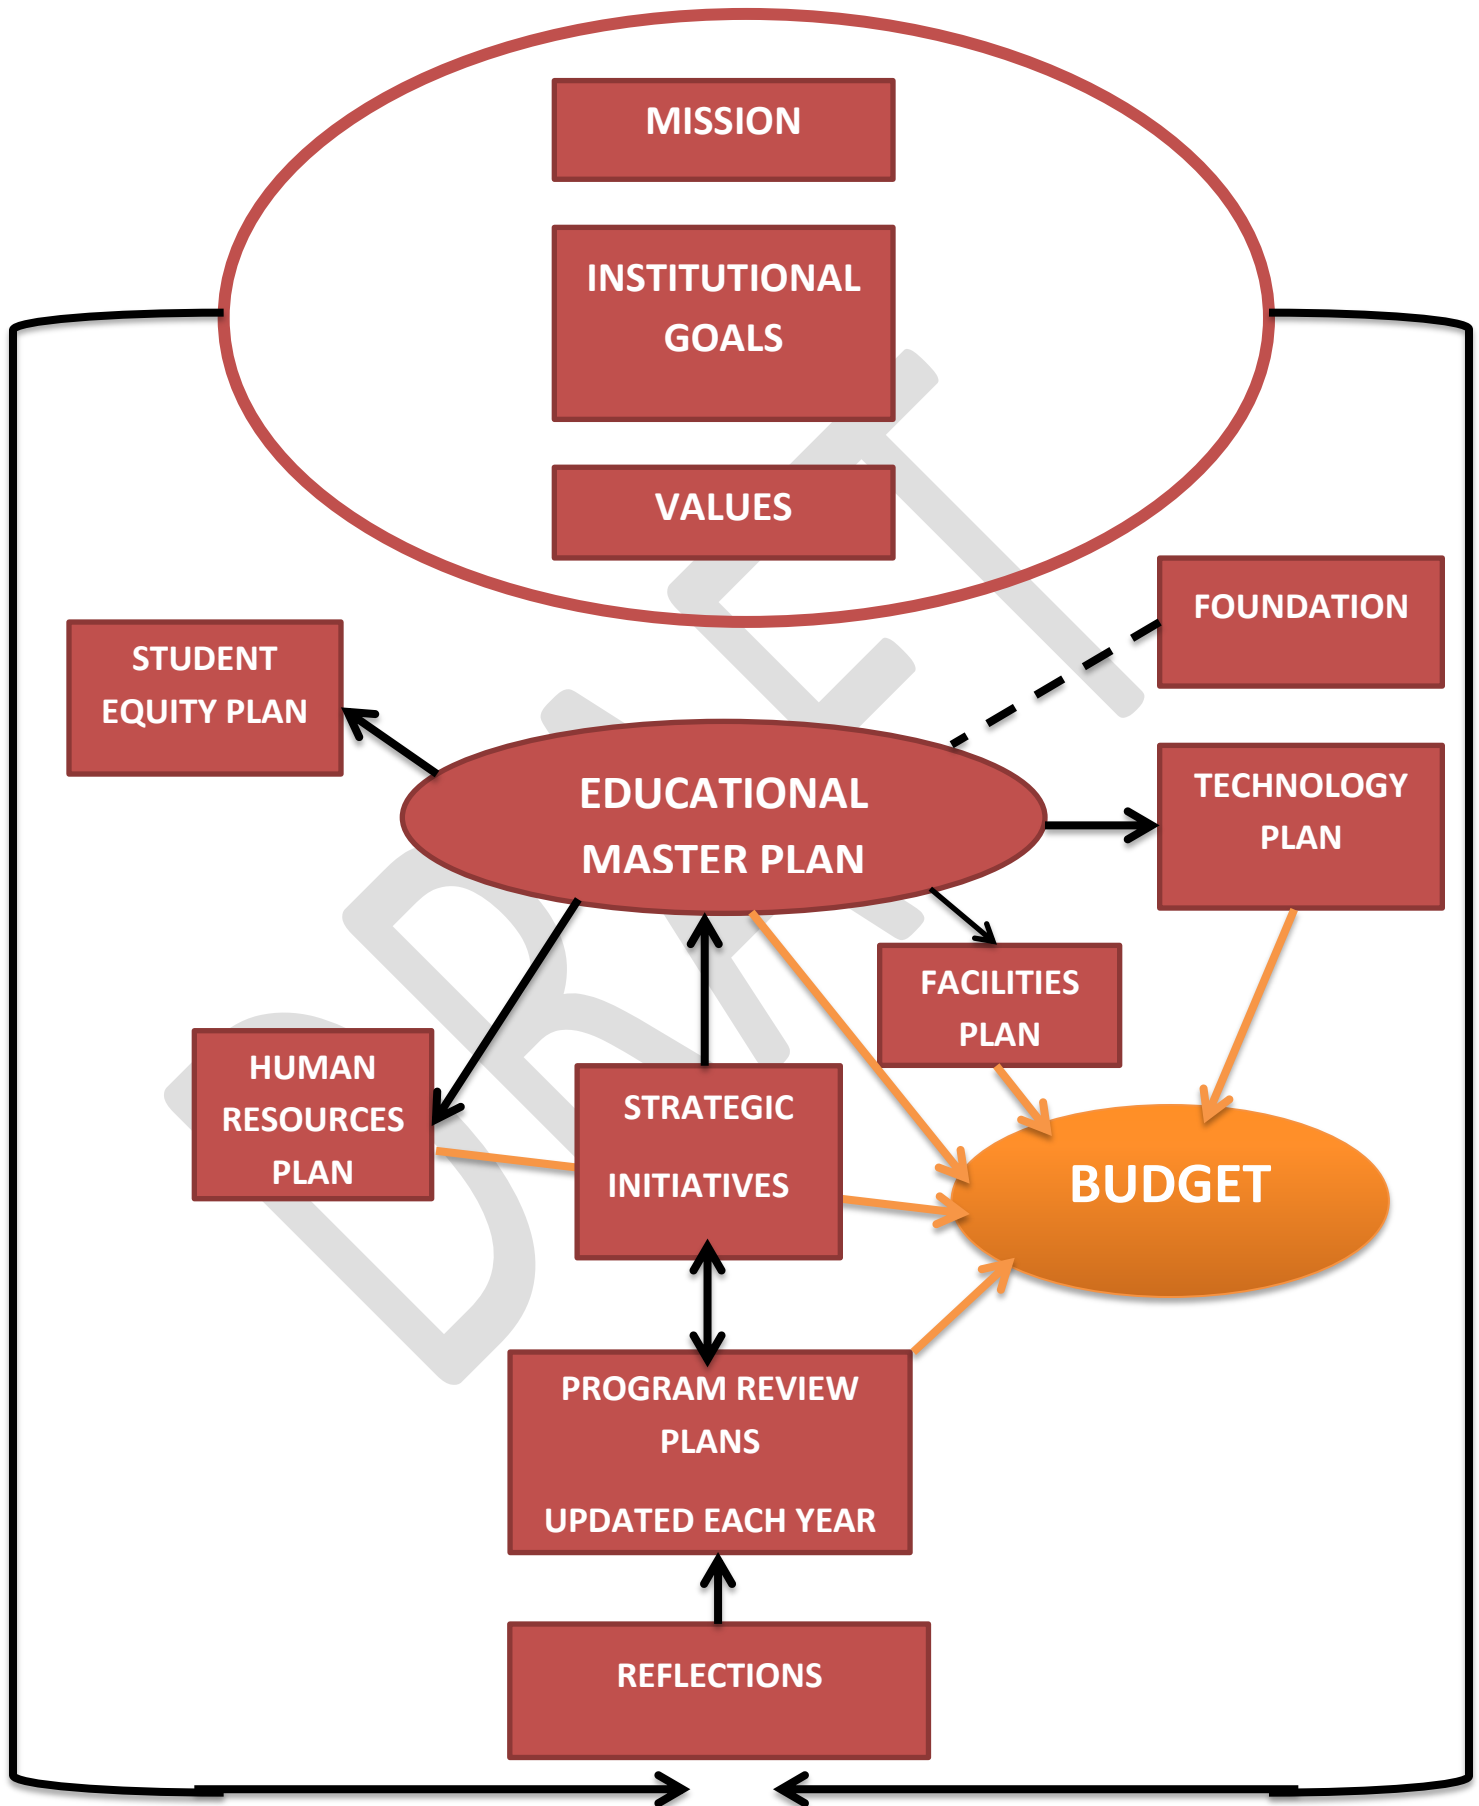 MISSION
INSTITUTIONAL
GOALS
VALUES
FOUNDATION
STUDENT
EQUITY PLAN
EDUCATIONAL
MASTER PLAN
TECHNOLOGY
PLAN
FACILITIES
PLAN
HUMAN
RESOURCES
PLAN
STRATEGIC
INITIATIVES
BUDGET
PROGRAM REVIEW
PLANS
UPDATED EACH YEAR
REFLECTIONS
DRAFT